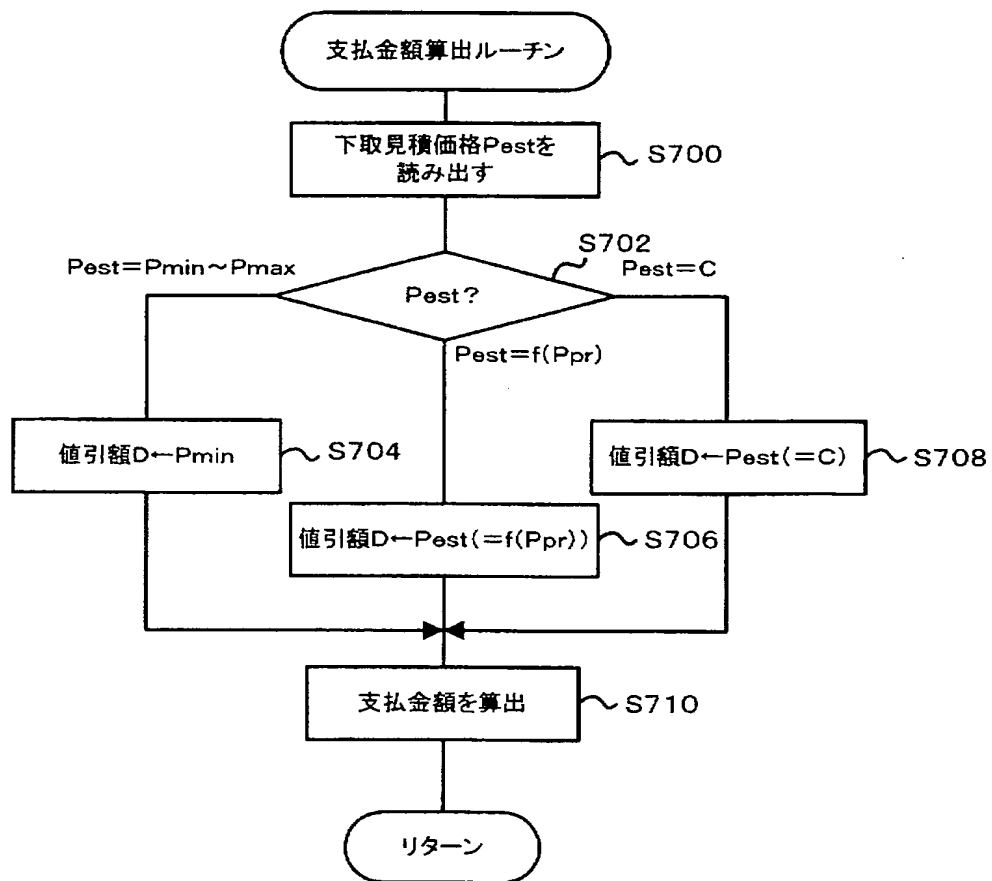 支払金額算出ルーチン
下取見積価格Pestを
読み出す
S700
S702
Pest=Pmin~Pmax
Pest=C
Pest?
Pest=f(Ppr)
値引額D←Pmin
S704
値引額D←Pest(=C)
S708
値引額D←Pest(=f(Ppr))
S706
支払金額を算出
S710
リターン